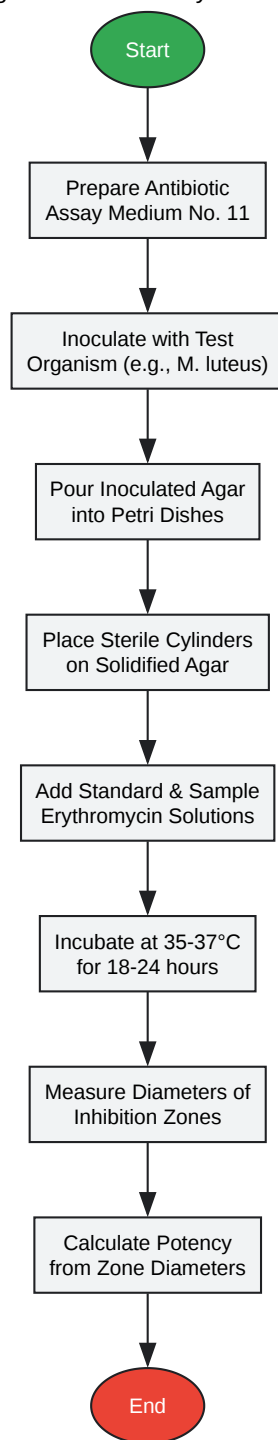 Start
Prepare Antibiotic
Assay Medium No. 11
Inoculate with Test
Organism (e.g., M. luteus)
Pour Inoculated Agar
into Petri Dishes
Place Sterile Cylinders
on Solidified Agar
Add Standard & Sample
Erythromycin Solutions
Incubate at 35-37°C
for 18-24 hours
Measure Diameters of
Inhibition Zones
Calculate Potency
from Zone Diameters
End